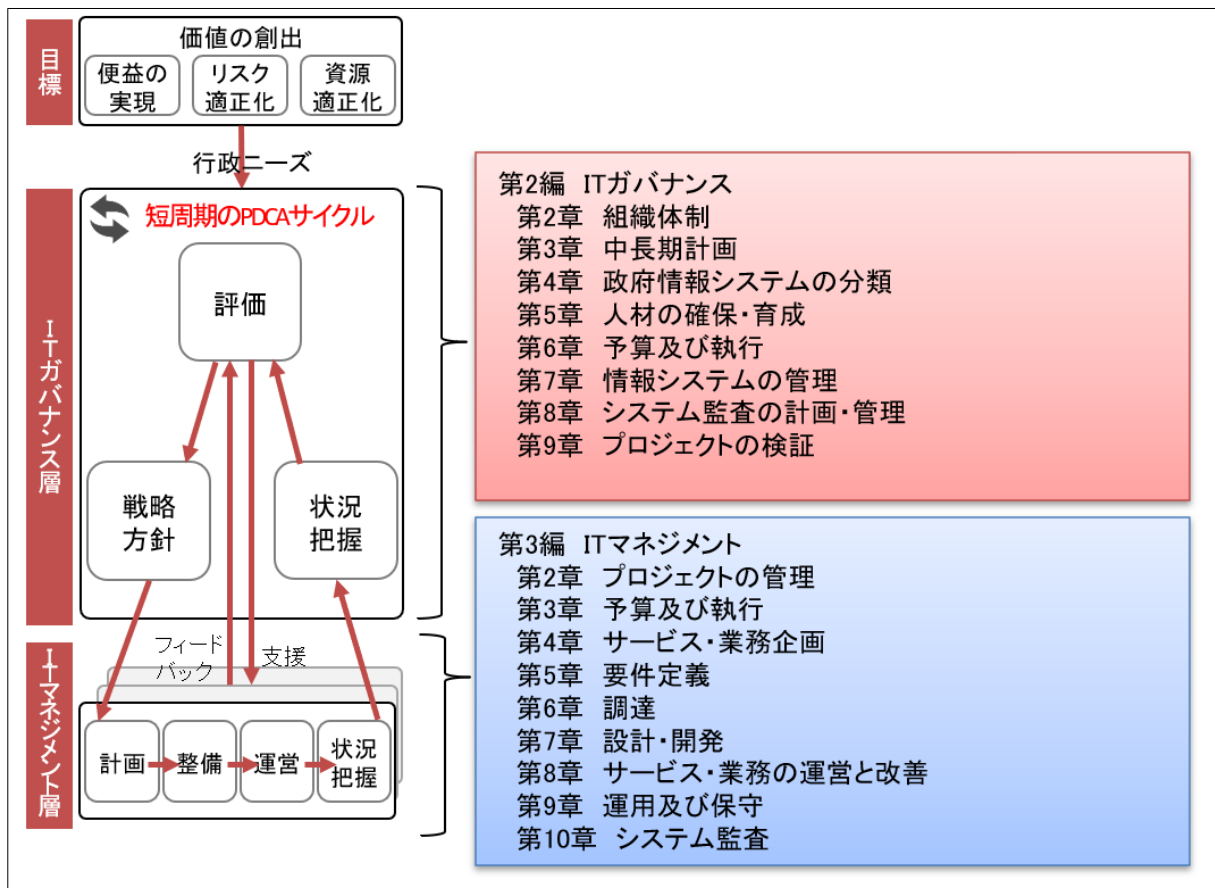 目標
価値の創出
便益の
実現
リスク
適正化
資源
適正化
行政ニーズ
ITガバナンス層
短周期のPDCAサイクル
評価
戦略
方針
状況
把握
フィード
バック
支援
ITマネジメント層
計画
整備
運営
状況
把握
第2編 ITガバナンス
第2章 組織体制
第3章 中長期計画
第4章 政府情報システムの分類
第5章 人材の確保・育成
第6章 予算及び執行
第7章 情報システムの管理
第8章 システム監査の計画・管理
第9章 プロジェクトの検証
第3編 ITマネジメント
第2章 プロジェクトの管理
第3章 予算及び執行
第4章 サービス・業務企画
第5章 要件定義
第6章 調達
第7章 設計・開発
第8章 サービス・業務の運営と改善
第9章 運用及び保守
第10章 システム監査